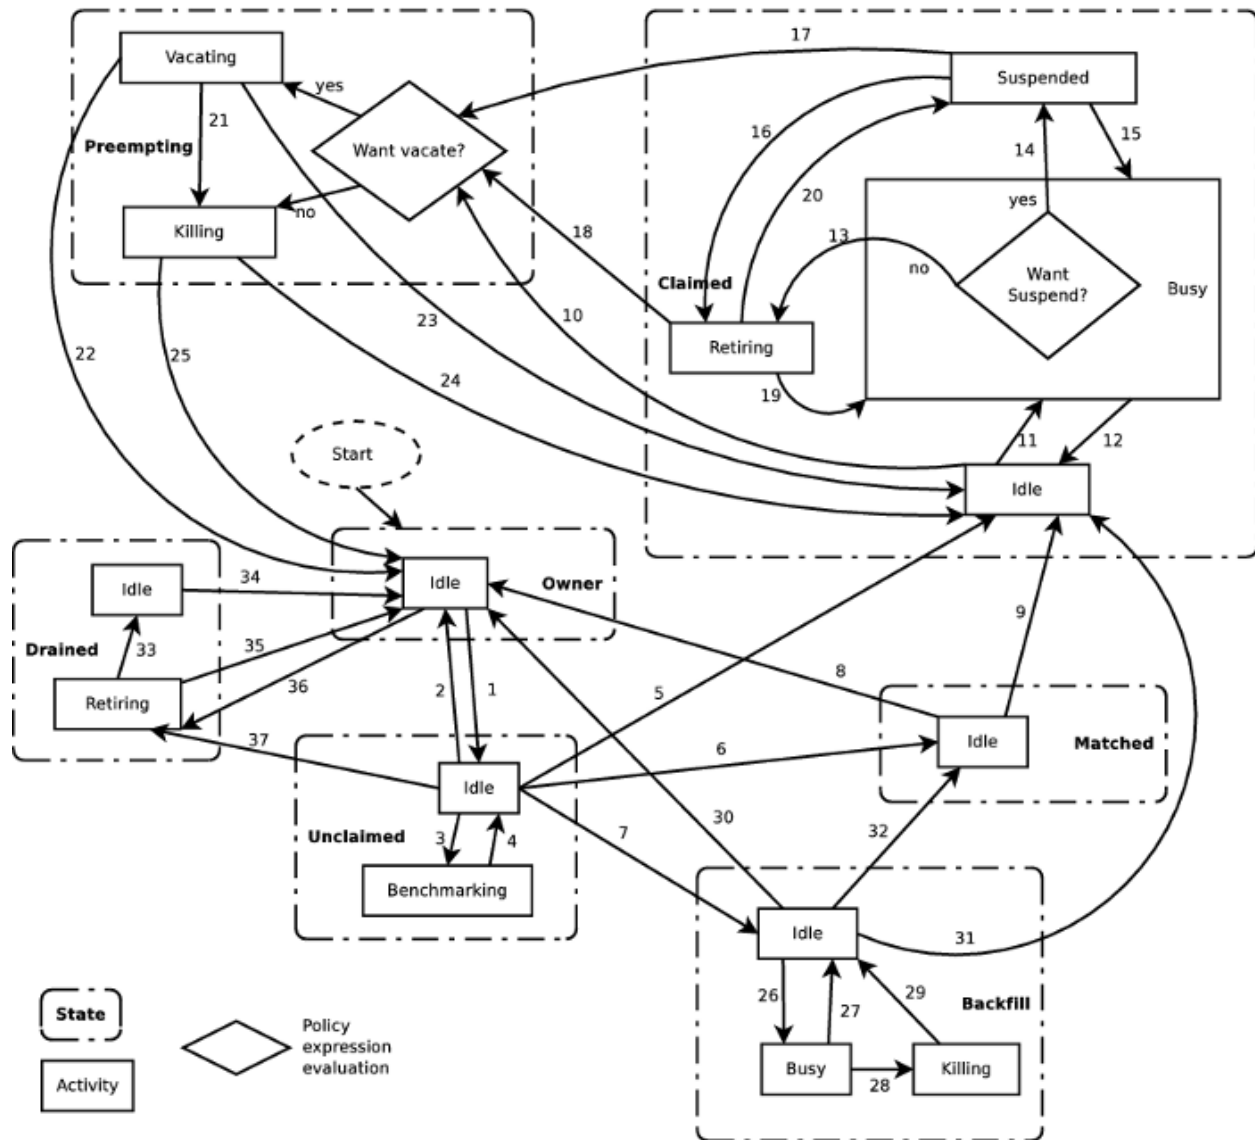 17
Vacating
Suspended
yes
21
16
15
Preempting
Want vacate?
14
20
yes
no
Killing
18
13
no
Want
Suspend?
Busy
Claimed
10
23
22
25
Retiring
24
19
11
12
Start
Idle
34
Idle
Owner
Idle
9
Drained
33
35
36
2
1
5
8
Retiring
37
6
Idle
Matched
Idle
30
32
7
Unclaimed
3
4
Benchmarking
Idle
31
26
27
29
Backfill
State
Policy
expression
evaluation
Busy
28
Killing
Activity